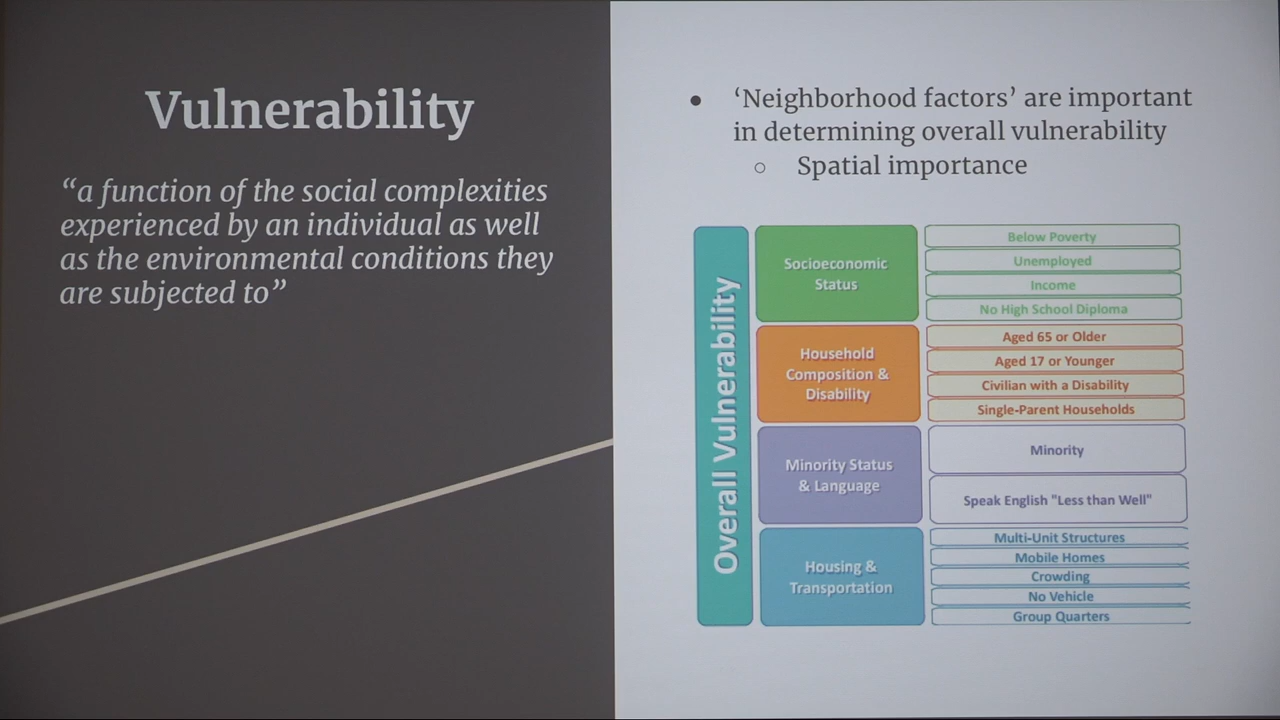 Vulnerability
“a function of the social complexities
experienced by an individual as well
as the environmental conditions they
are subjected to”
● ‘Neighborhood factors’ are important
in determining overall vulnerability
○ Spatial importance
Overall Vulnerability
Socioeconomic
Status
Below Poverty
Unemployed
Income
No High School Diploma
Household
Composition &
Disability
Aged 65 or Older
Aged 17 or Younger
Civilian with a Disability
Single-Parent Households
Minority Status
& Language
Minority
Speak English "Less than Well"
Housing &
Transportation
Multi-Unit Structures
Mobile Homes
Crowding
No Vehicle
Group Quarters